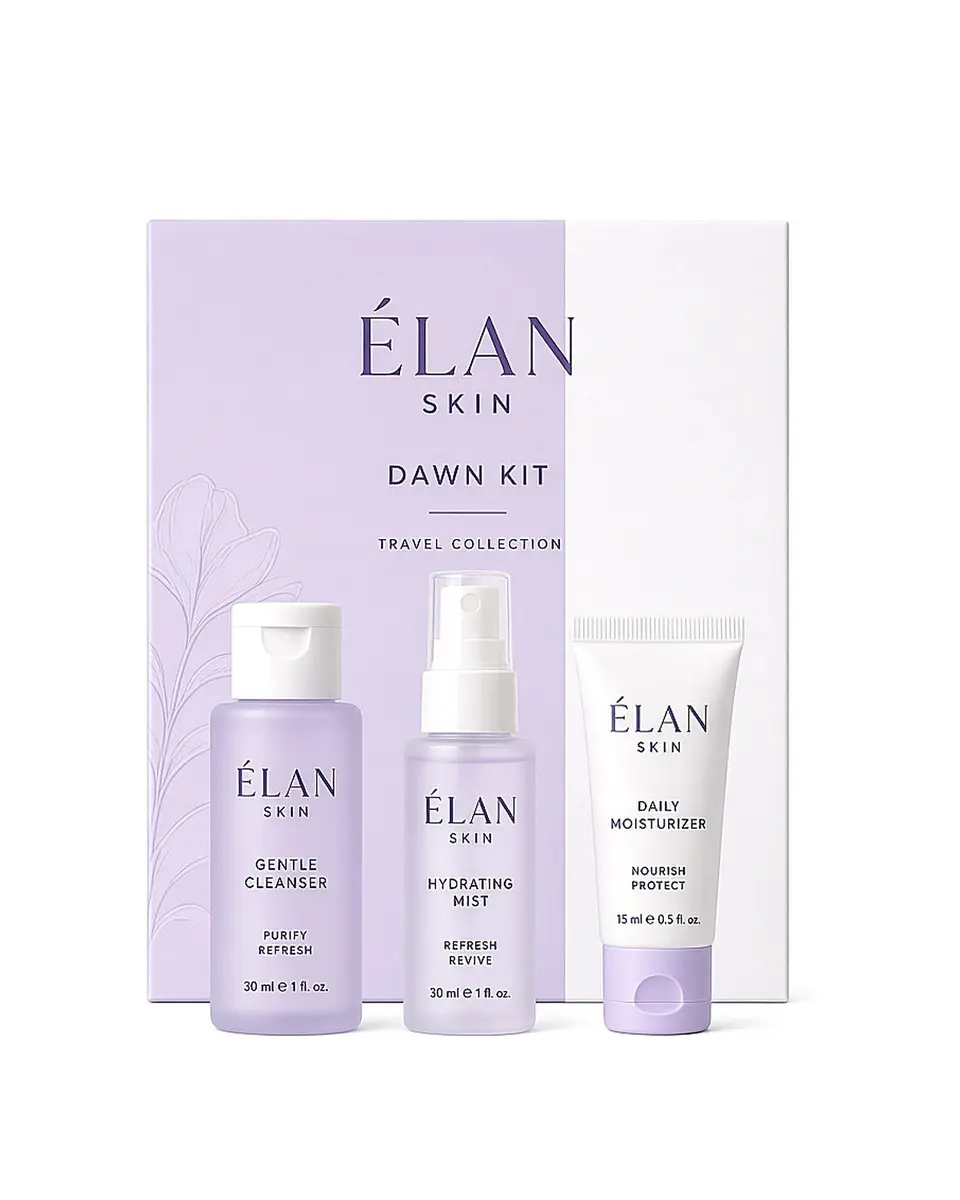 ÉLAN
SKIN
DAWN KIT
TRAVEL COLLECTION
ÉLAN
SKIN
GENTLE
CLEANSER
PURIFY
REFRESH
30 ml ℮ 1 fl. oz.
ÉLAN
SKIN
HYDRATING
MIST
REFRESH
REVIVE
30 ml ℮ 1 fl. oz.
ÉLAN
SKIN
DAILY
MOISTURIZER
NOURISH
PROTECT
15 ml ℮ 0.5 fl. oz.